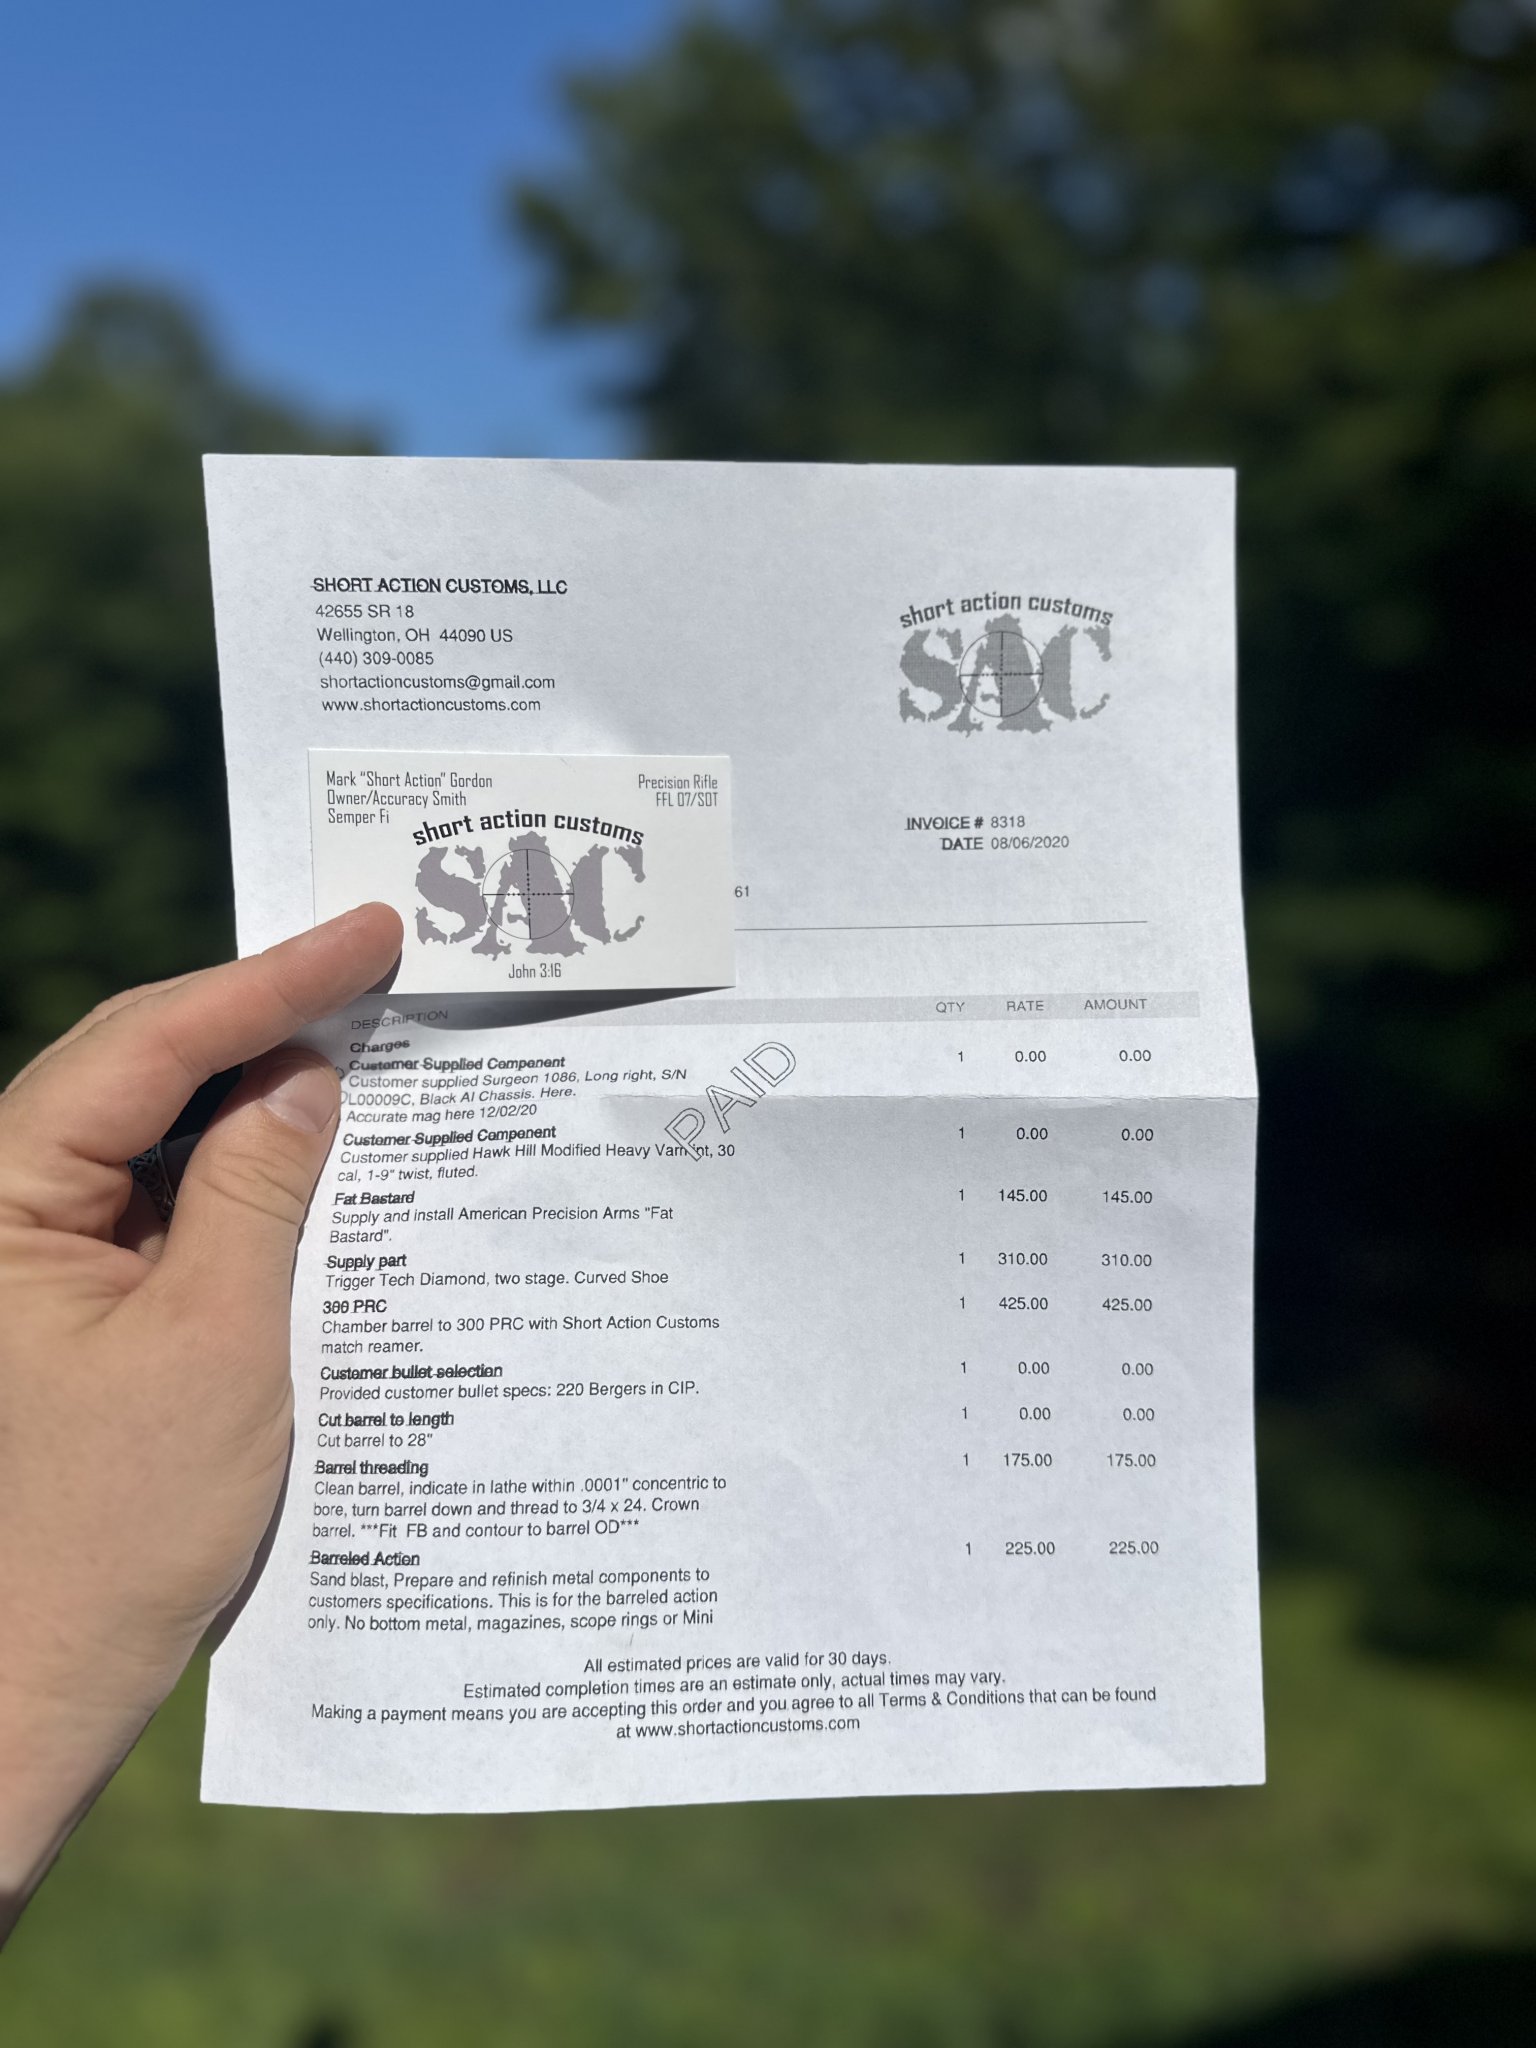 SHORT ACTION CUSTOMS, LLC
42655 SR 18
Wellington, OH 44090 US
(440) 309-0085
shortactioncustoms@gmail.com
www.shortactioncustoms.com
short action customs
SAC
Mark "Short Action" Gordon
Owner/Accuracy Smith
Semper Fi
Precision Rifle
FFL 07/SOT
short action customs
SAC
John 3:16
INVOICE # 8318
DATE 08/06/2020
61
DESCRIPTION QTY RATE AMOUNT
Charges
Customer Supplied Component 1 0.00 0.00
Customer supplied Surgeon 1086, Long right, S/N
L00009C, Black AI Chassis. Here.
Accurate mag here 12/02/20
PAID
Customer Supplied Component 1 0.00 0.00
Customer supplied Hawk Hill Modified Heavy Varmint, 30
cal, 1-9" twist, fluted.
Fat Bastard 1 145.00 145.00
Supply and install American Precision Arms "Fat
Bastard".
Supply part 1 310.00 310.00
Trigger Tech Diamond, two stage. Curved Shoe
300 PRC 1 425.00 425.00
Chamber barrel to 300 PRC with Short Action Customs
match reamer.
Customer bullet selection 1 0.00 0.00
Provided customer bullet specs: 220 Bergers in CIP.
Cut barrel to length 1 0.00 0.00
Cut barrel to 28"
Barrel threading 1 175.00 175.00
Clean barrel, indicate in lathe within .0001" concentric to
bore, turn barrel down and thread to 3/4 x 24. Crown
barrel. ***Fit FB and contour to barrel OD***
Barreled Action 1 225.00 225.00
Sand blast, Prepare and refinish metal components to
customers specifications. This is for the barreled action
only. No bottom metal, magazines, scope rings or Mini
All estimated prices are valid for 30 days.
Estimated completion times are an estimate only, actual times may vary.
Making a payment means you are accepting this order and you agree to all Terms & Conditions that can be found
at www.shortactioncustoms.com